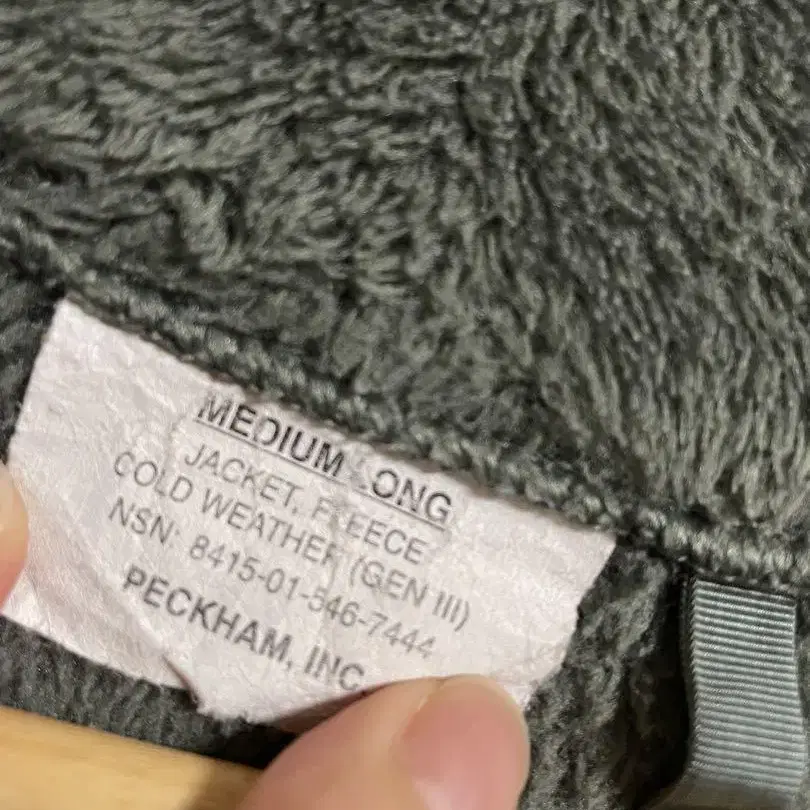 MEDIUM LONG
JACKET, FLEECE
COLD WEATHER (GEN III)
NSN: 8415-01-546-7444
PECKHAM, INC.